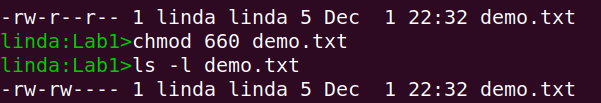 -rw-r--r-- 1 linda linda 5 Dec  1 22:32 demo.txt
linda:Lab1>chmod 660 demo.txt
linda:Lab1>ls -l demo.txt
-rw-rw---- 1 linda linda 5 Dec  1 22:32 demo.txt